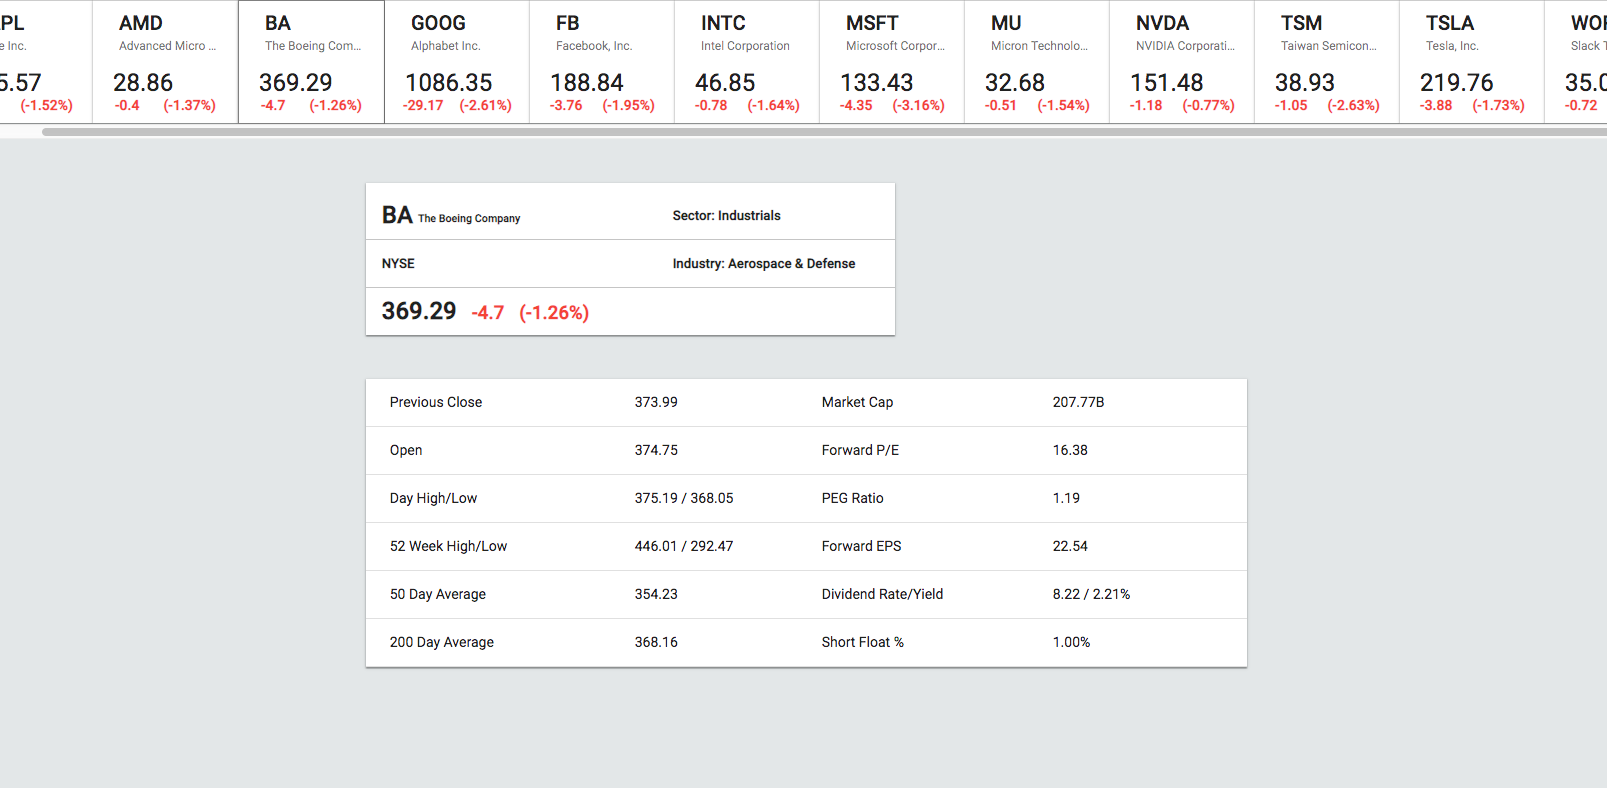 PL AMD BA GOOG FB INTC MSFT MU NVDA TSM TSLA WOR
e Inc. Advanced Micro ... The Boeing Com... Alphabet Inc. Facebook, Inc. Intel Corporation Microsoft Corpor... Micron Technolo... NVIDIA Corporati... Taiwan Semicon... Tesla, Inc. Slack T
5.57 28.86 369.29 1086.35 188.84 46.85 133.43 32.68 151.48 38.93 219.76 35.0
(-1.52%) -0.4 (-1.37%) -4.7 (-1.26%) -29.17 (-2.61%) -3.76 (-1.95%) -0.78 (-1.64%) -4.35 (-3.16%) -0.51 (-1.54%) -1.18 (-0.77%) -1.05 (-2.63%) -3.88 (-1.73%) -0.72
BA The Boeing Company Sector: Industrials
NYSE Industry: Aerospace & Defense
369.29 -4.7 (-1.26%)
Previous Close 373.99 Market Cap 207.77B
Open 374.75 Forward P/E 16.38
Day High/Low 375.19 / 368.05 PEG Ratio 1.19
52 Week High/Low 446.01 / 292.47 Forward EPS 22.54
50 Day Average 354.23 Dividend Rate/Yield 8.22 / 2.21%
200 Day Average 368.16 Short Float % 1.00%